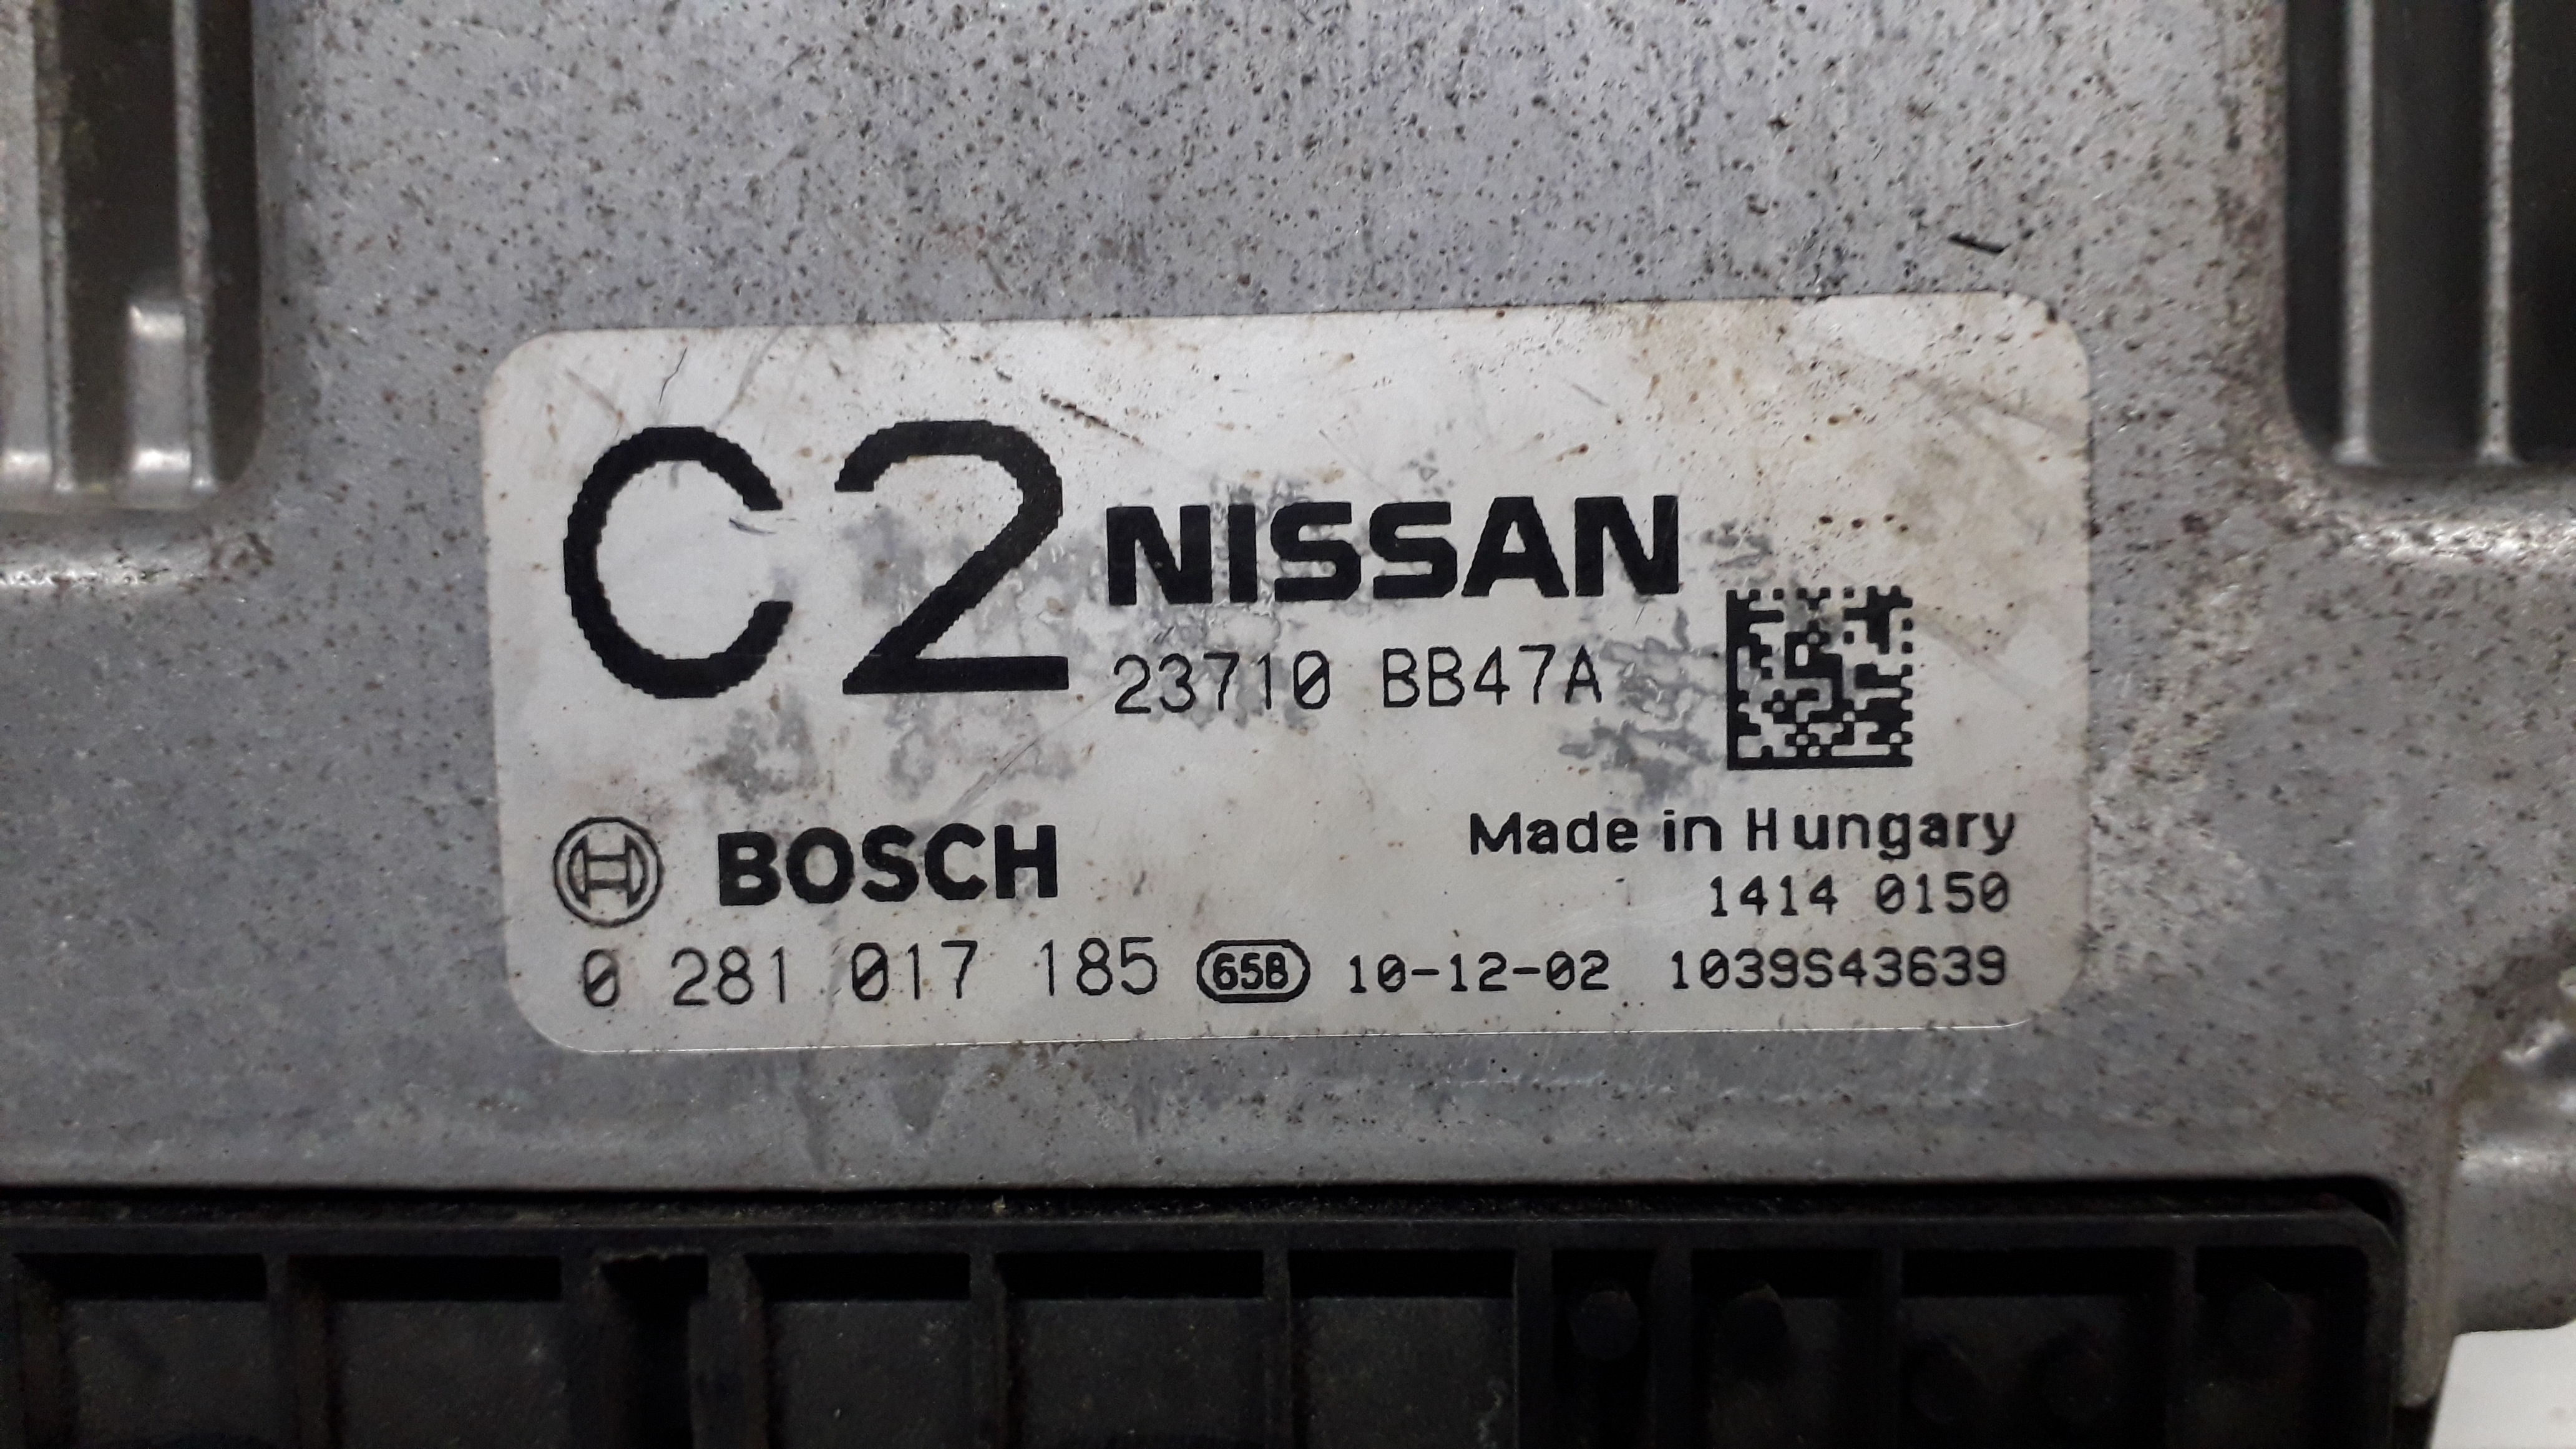 C2 NISSAN
23710 BB47A
BOSCH
Made in Hungary
1414 0150
0 281 017 185 65B 10-12-02 1039S43639